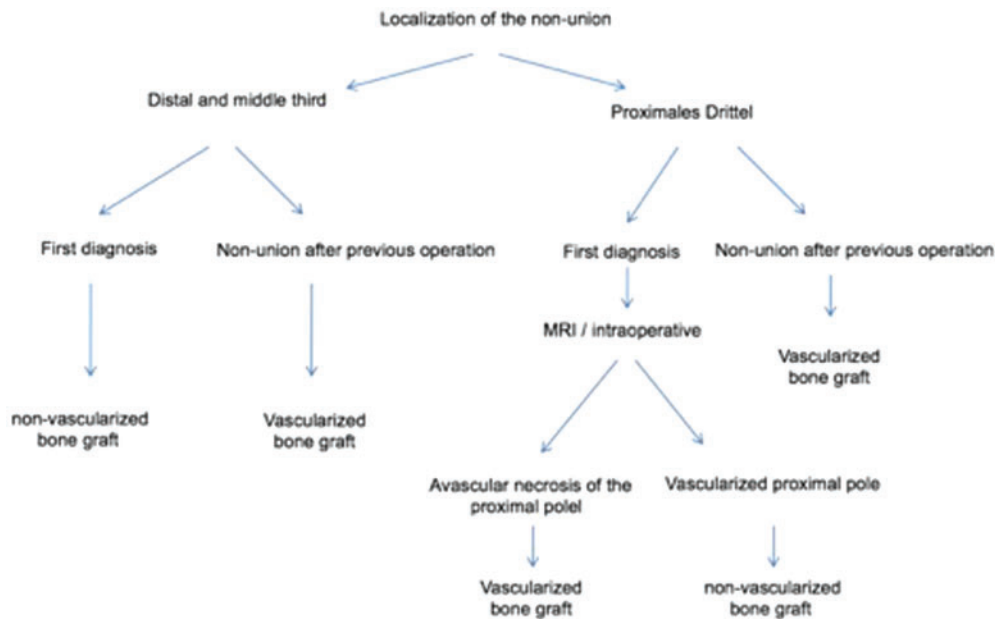 Localization of the non-union
Distal and middle third
Proximales Drittel
First diagnosis
Non-union after previous operation
First diagnosis
Non-union after previous operation
MRI / intraoperative
Vascularized
bone graft
non-vascularized
bone graft
Vascularized
bone graft
Avascular necrosis of the
proximal polel
Vascularized proximal pole
Vascularized
bone graft
non-vascularized
bone graft